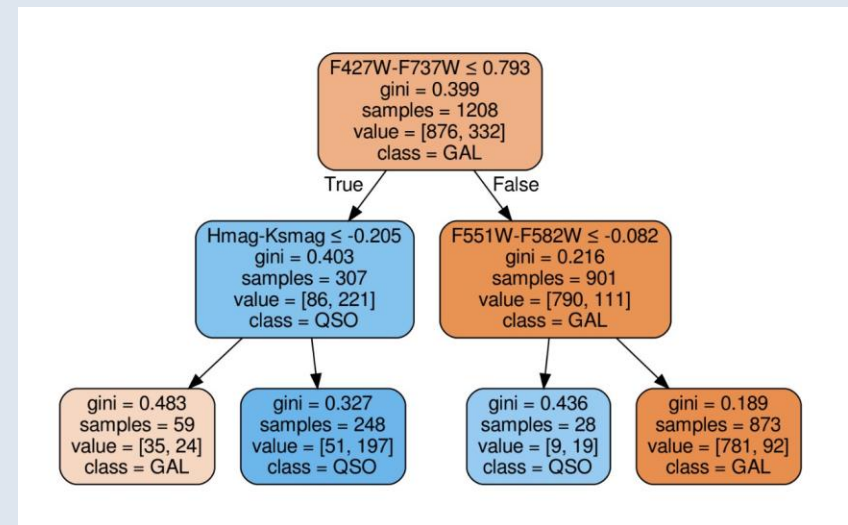 F427W-F737W ≤ 0.793
gini = 0.399
samples = 1208
value = [876, 332]
class = GAL
True
False
Hmag-Ksmag ≤ -0.205
gini = 0.403
samples = 307
value = [86, 221]
class = QSO
F551W-F582W ≤ -0.082
gini = 0.216
samples = 901
value = [790, 111]
class = GAL
gini = 0.483
samples = 59
value = [35, 24]
class = GAL
gini = 0.327
samples = 248
value = [51, 197]
class = QSO
gini = 0.436
samples = 28
value = [9, 19]
class = QSO
gini = 0.189
samples = 873
value = [781, 92]
class = GAL